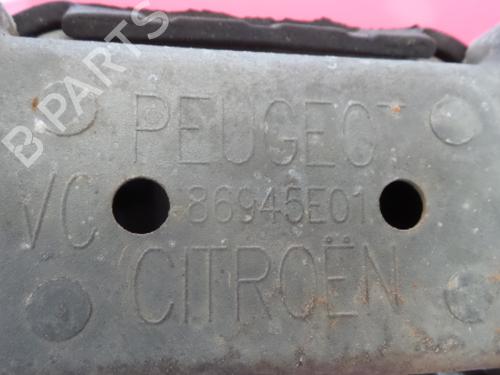 B-PARTS
PEUGEOT
VC 86945E01
CITROËN